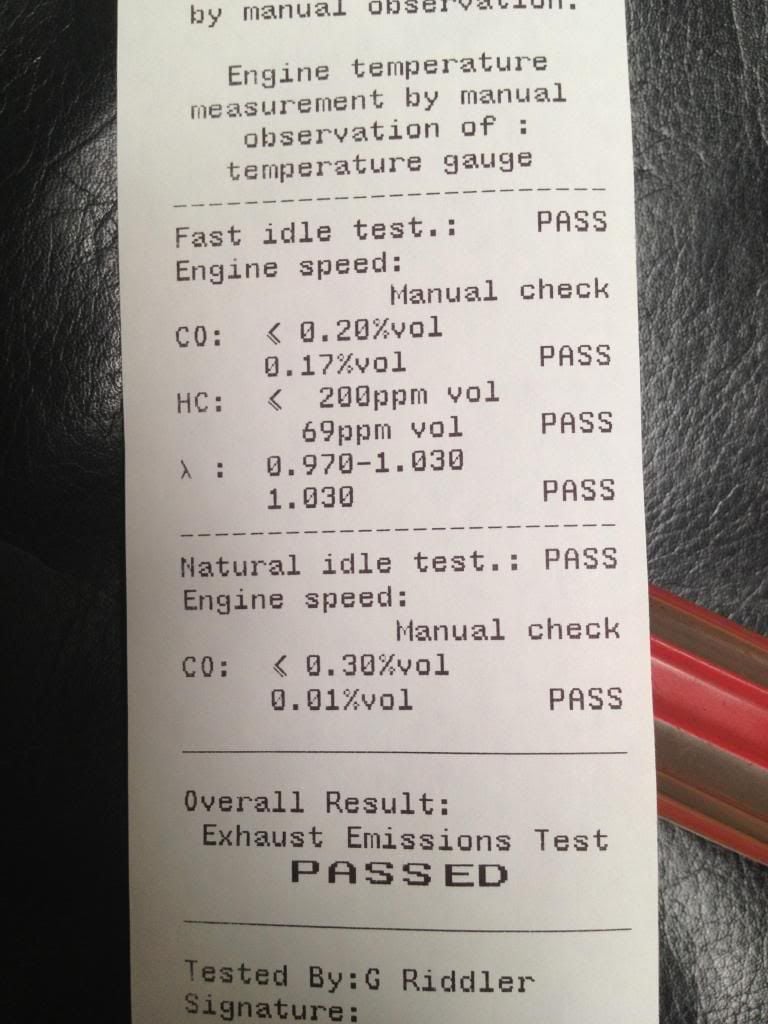 by manual observation.
Engine temperature
measurement by manual
observation of :
temperature gauge
Fast idle test.: PASS
Engine speed:
Manual check
CO: < 0.20%vol
0.17%vol PASS
HC: < 200ppm vol
69ppm vol PASS
λ : 0.970-1.030
1.030 PASS
Natural idle test.: PASS
Engine speed:
Manual check
CO: < 0.30%vol
0.01%vol PASS
Overall Result:
Exhaust Emissions Test
PASSED
Tested By:G Riddler
Signature: